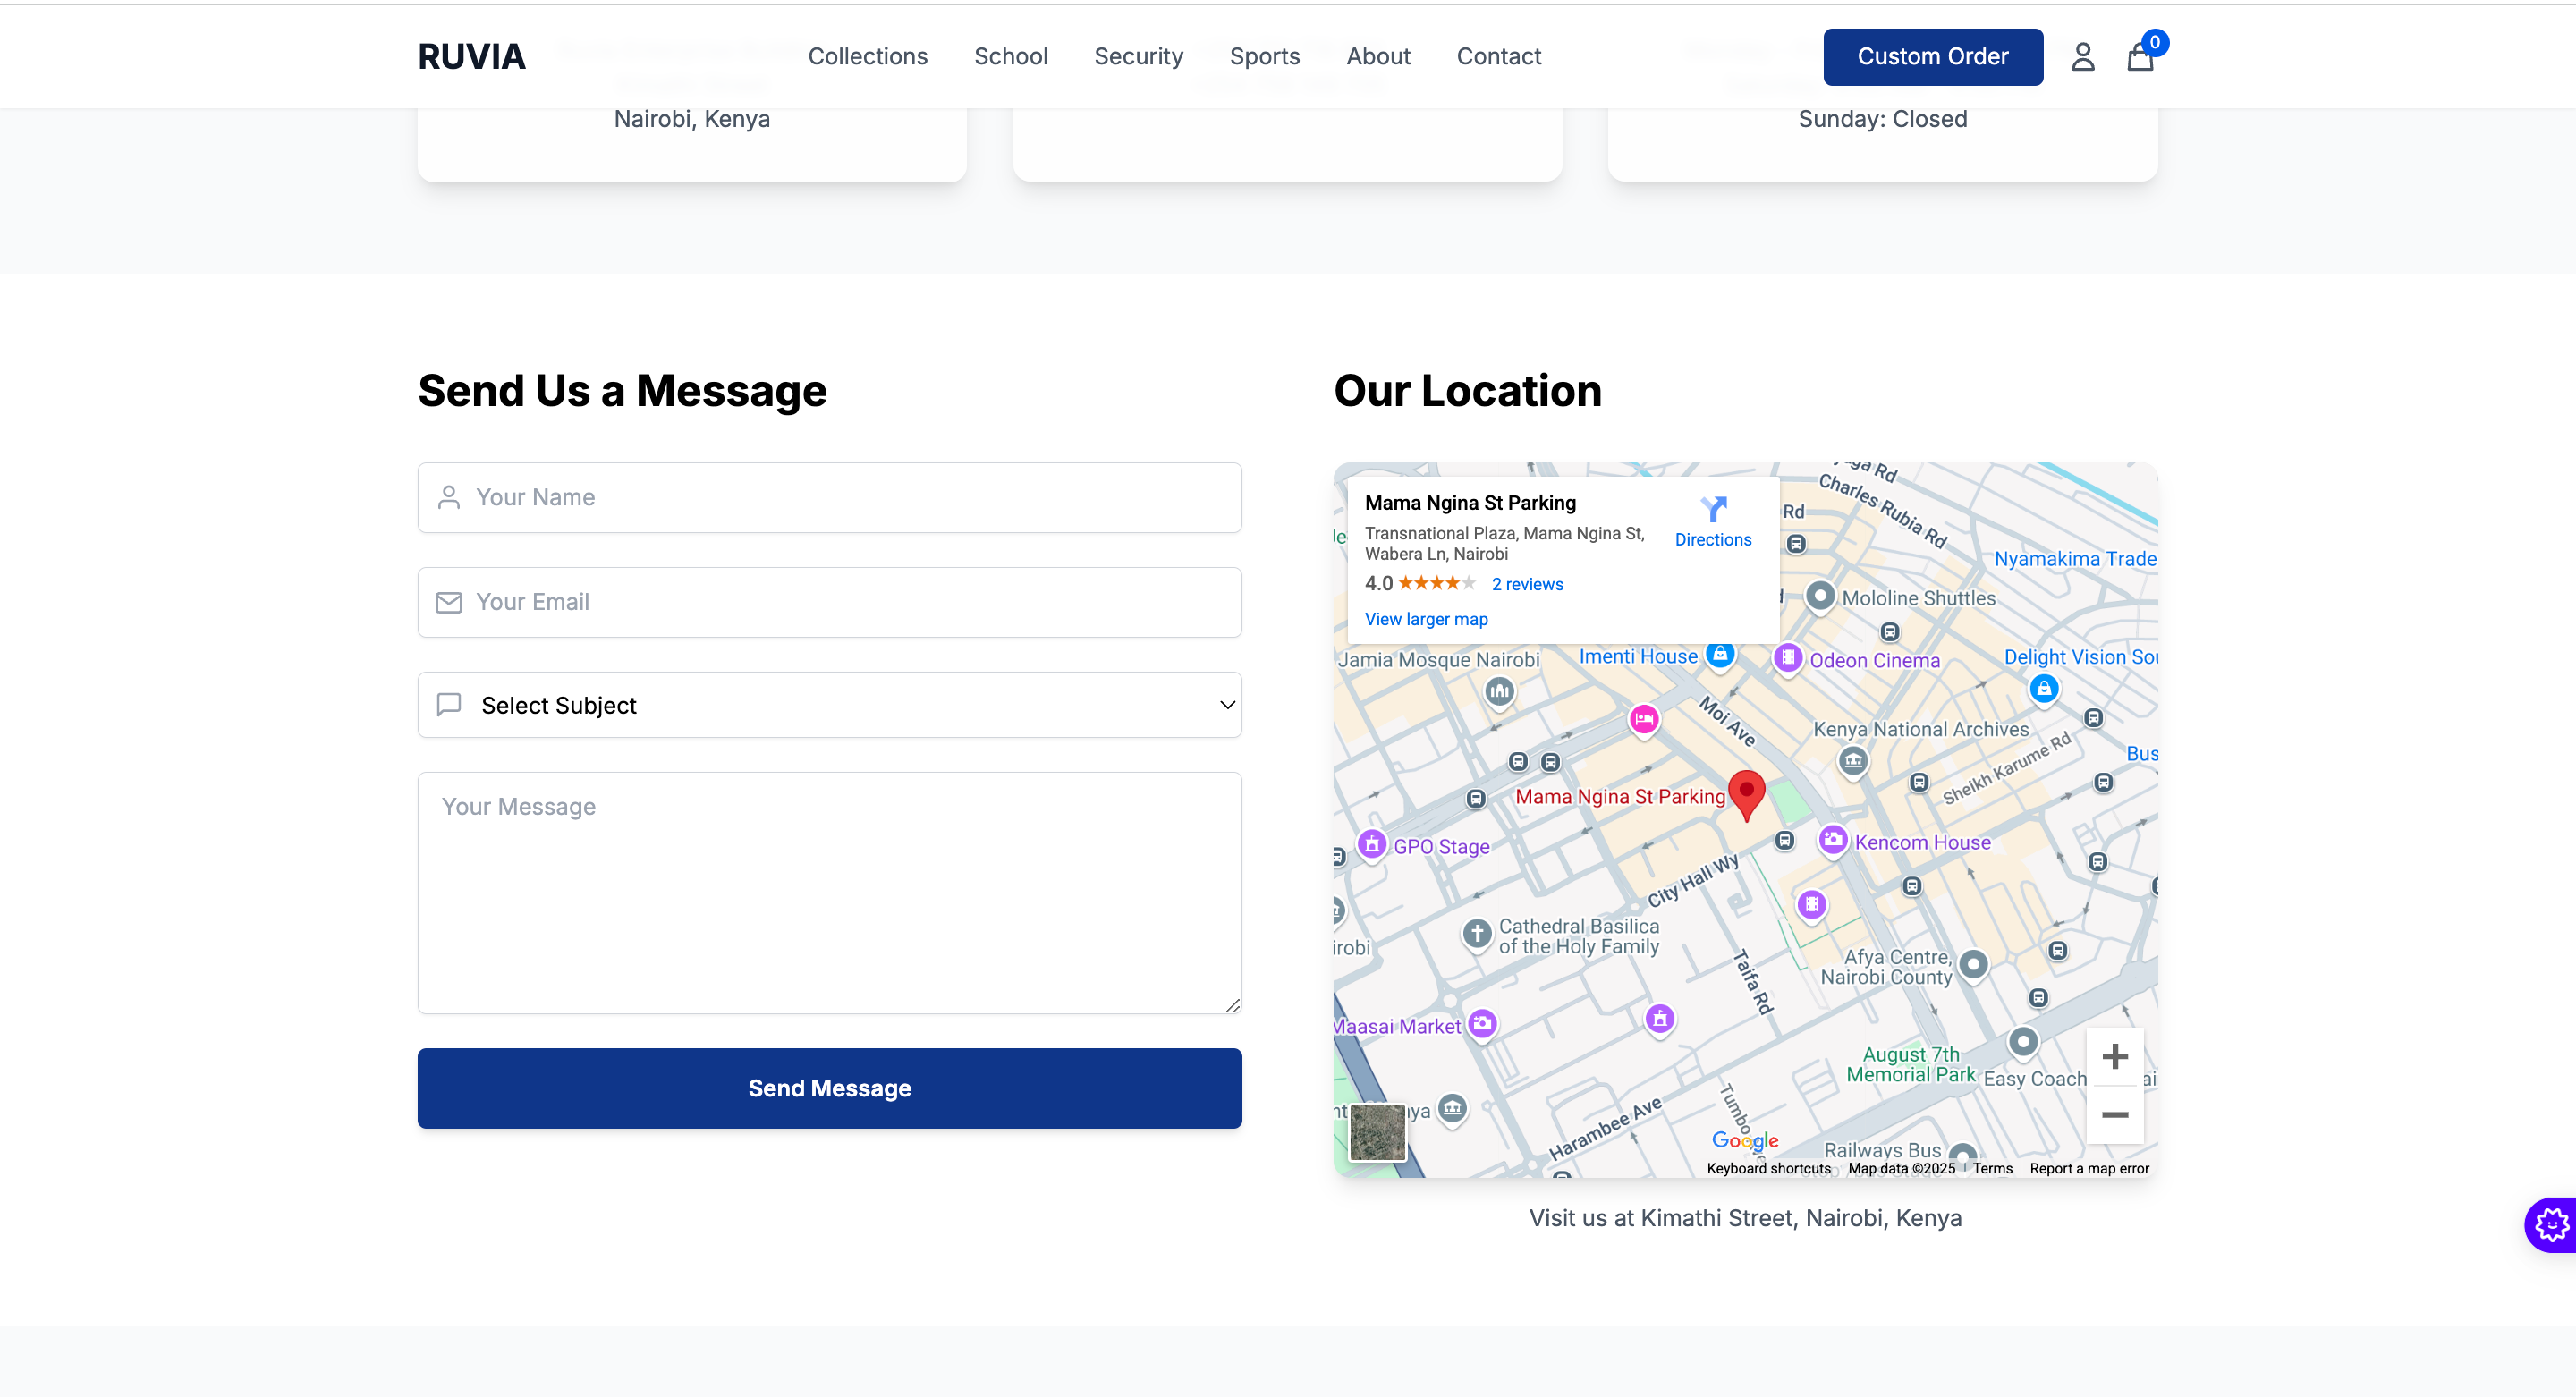 RUVIA
Collections
School
Security
Sports
About
Contact
Custom Order
0
Nairobi, Kenya
Sunday: Closed
Send Us a Message
Your Name
Your Email
Select Subject
Your Message
Send Message
Our Location
Mama Ngina St Parking
Transnational Plaza, Mama Ngina St,
Wabera Ln, Nairobi
4.0
2 reviews
View larger map
Directions
Rd
Charles Rubia Rd
Rd
Nyamakima Trade
Mololine Shuttles
Jamia Mosque Nairobi
Imenti House
Odeon Cinema
Delight Vision Sou
Moi Ave
Kenya National Archives
Sheikh Karume Rd
Bus
Mama Ngina St Parking
GPO Stage
Kencom House
City Hall Wy
Cathedral Basilica
of the Holy Family
irobi
Taifa Rd
Afya Centre,
Nairobi County
Maasai Market
August 7th
Memorial Park
Easy Coach
Harambee Ave
Google
Railways Bus
Keyboard shortcuts
Map data ©2025
Terms
Report a map error
Visit us at Kimathi Street, Nairobi, Kenya